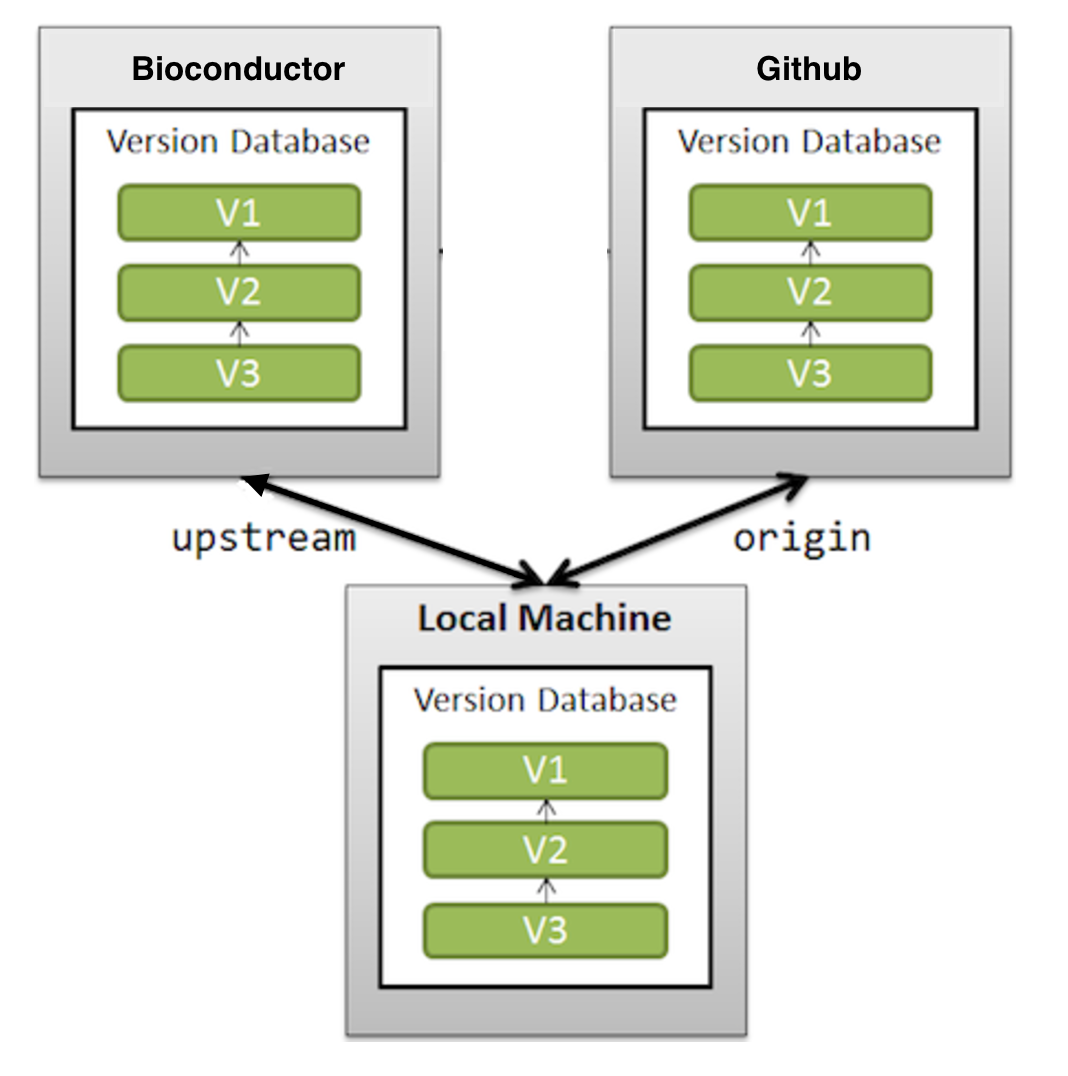 Bioconductor
Version Database
V1
V2
V3
Github
Version Database
V1
V2
V3
upstream
origin
Local Machine
Version Database
V1
V2
V3